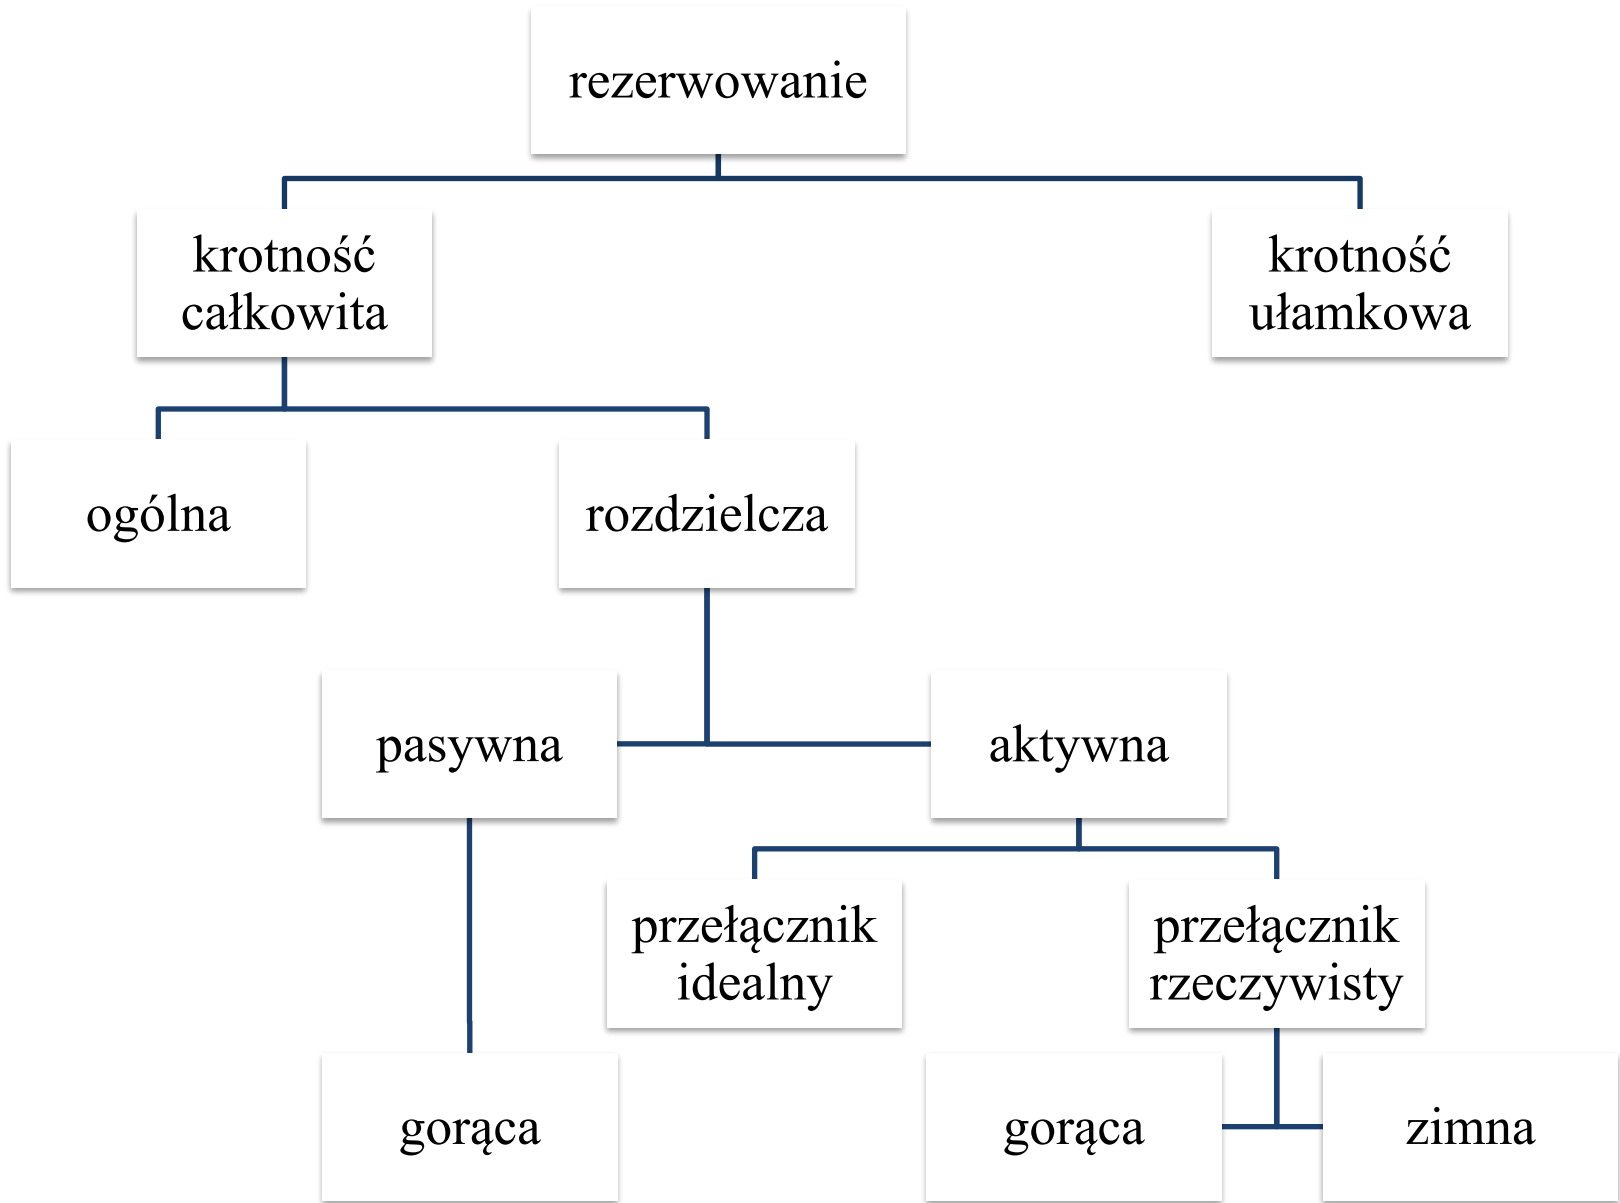 rezerwowanie
krotność
całkowita
krotność
ułamkowa
ogólna
rozdzielcza
pasywna
aktywna
przełącznik
idealny
przełącznik
rzeczywisty
gorąca
gorąca
zimna